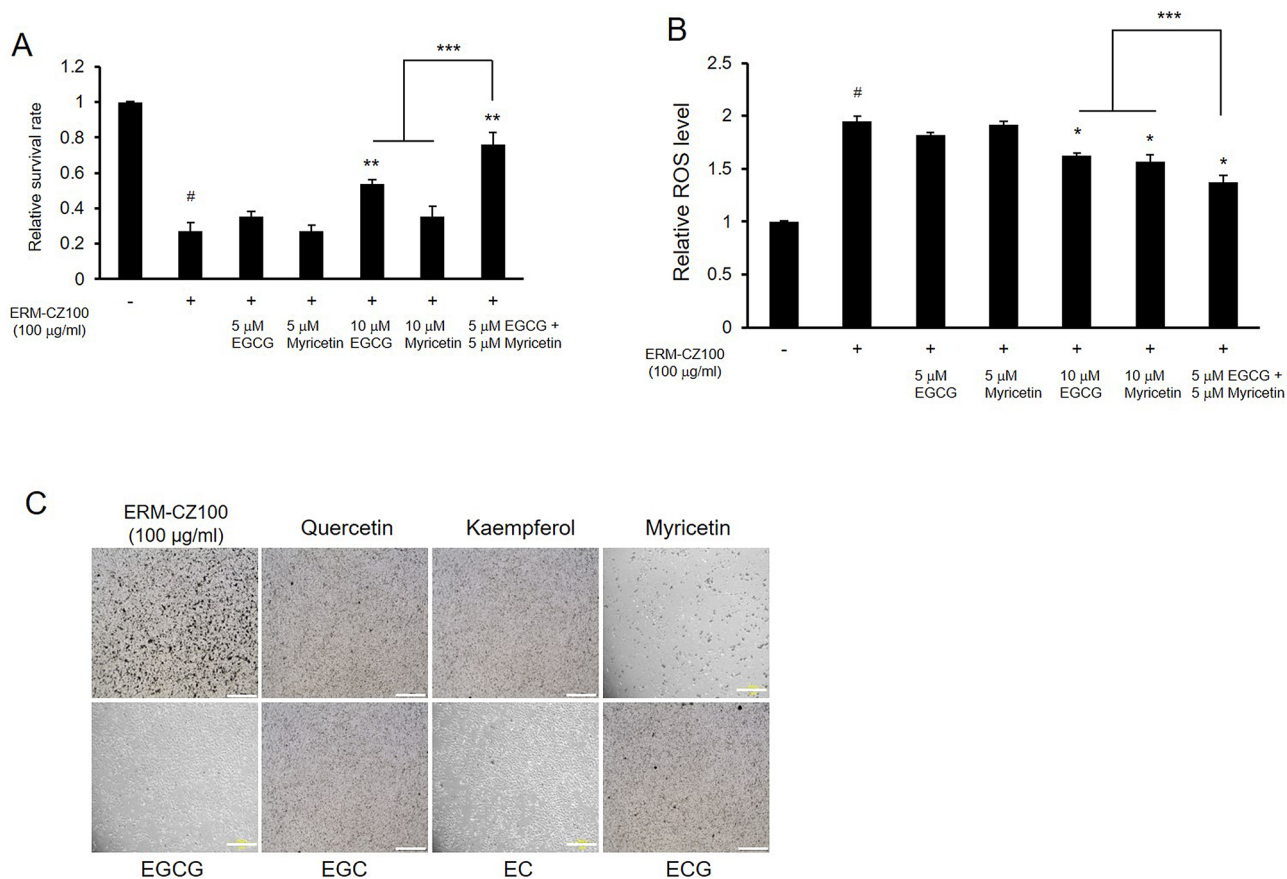 A
***
1.2
1
0.8
0.6
0.4
0.2
0
Relative survival rate
#
**
**
- + + + + + +
ERM-CZ100
(100 μg/ml)
5 μM 5 μM 10 μM 10 μM 5 μM EGCG +
EGCG Myricetin EGCG Myricetin 5 μM Myricetin
B
***
2.5
2
1.5
1
0.5
0
Relative ROS level
#
*
*
*
- + + + + + +
ERM-CZ100
(100 μg/ml)
5 μM 5 μM 10 μM 10 μM 5 μM EGCG +
EGCG Myricetin EGCG Myricetin 5 μM Myricetin
C
ERM-CZ100
(100 μg/ml)
Quercetin Kaempferol Myricetin
EGCG EGC EC ECG